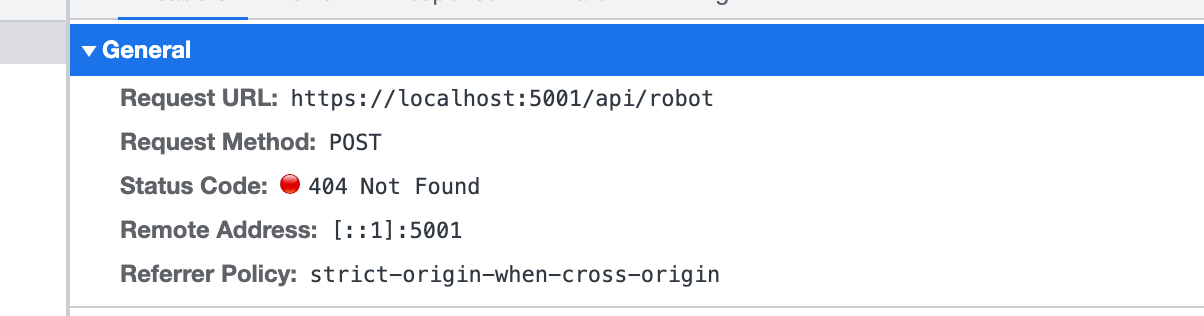 General
Request URL: https://localhost:5001/api/robot
Request Method: POST
Status Code: 404 Not Found
Remote Address: [::1]:5001
Referrer Policy: strict-origin-when-cross-origin